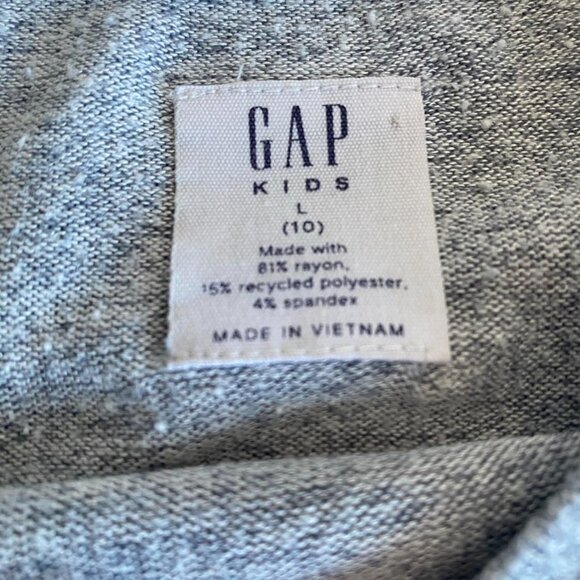 GAP
KIDS
L
(10)
Made with
81% rayon,
15% recycled polyester,
4% spandex
MADE IN VIETNAM